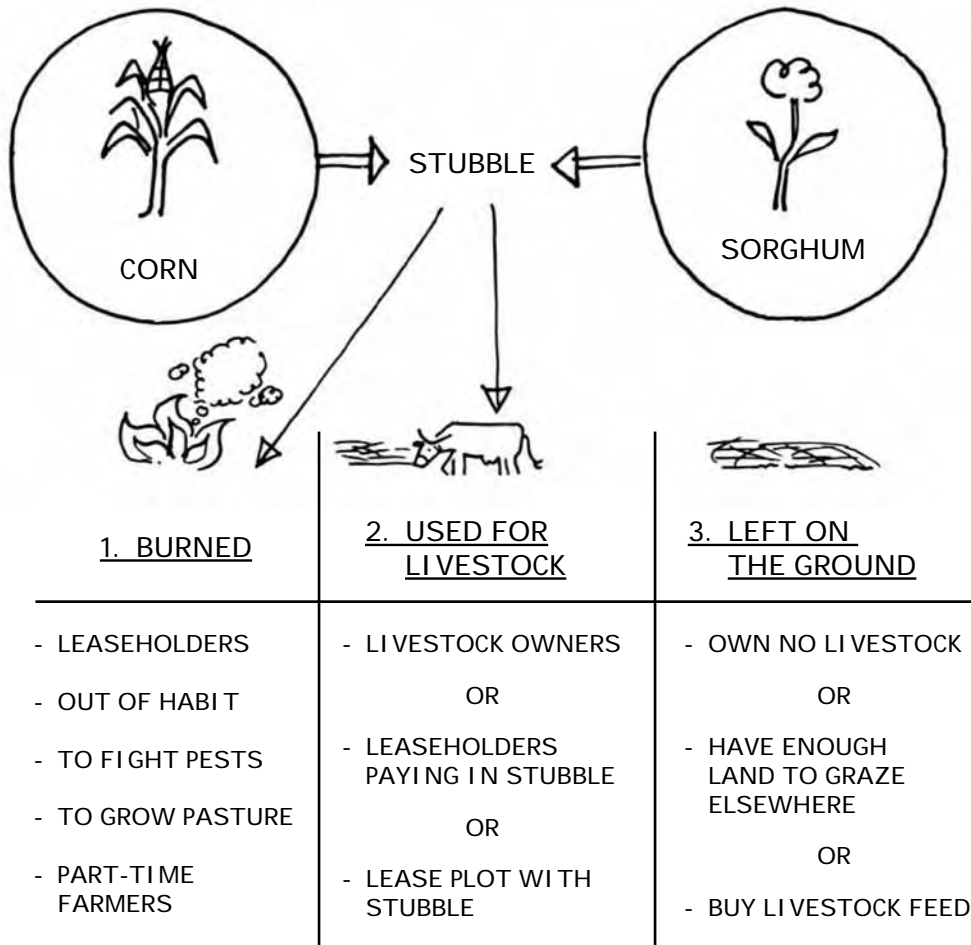 CORN
STUBBLE
SORGHUM
1. BURNED
- LEASEHOLDERS
- OUT OF HABIT
- TO FIGHT PESTS
- TO GROW PASTURE
- PART-TIME
FARMERS
2. USED FOR
LIVESTOCK
- LIVESTOCK OWNERS
OR
- LEASEHOLDERS
PAYING IN STUBBLE
OR
- LEASE PLOT WITH
STUBBLE
3. LEFT ON
THE GROUND
- OWN NO LIVESTOCK
OR
- HAVE ENOUGH
LAND TO GRAZE
ELSEWHERE
OR
- BUY LIVESTOCK FEED